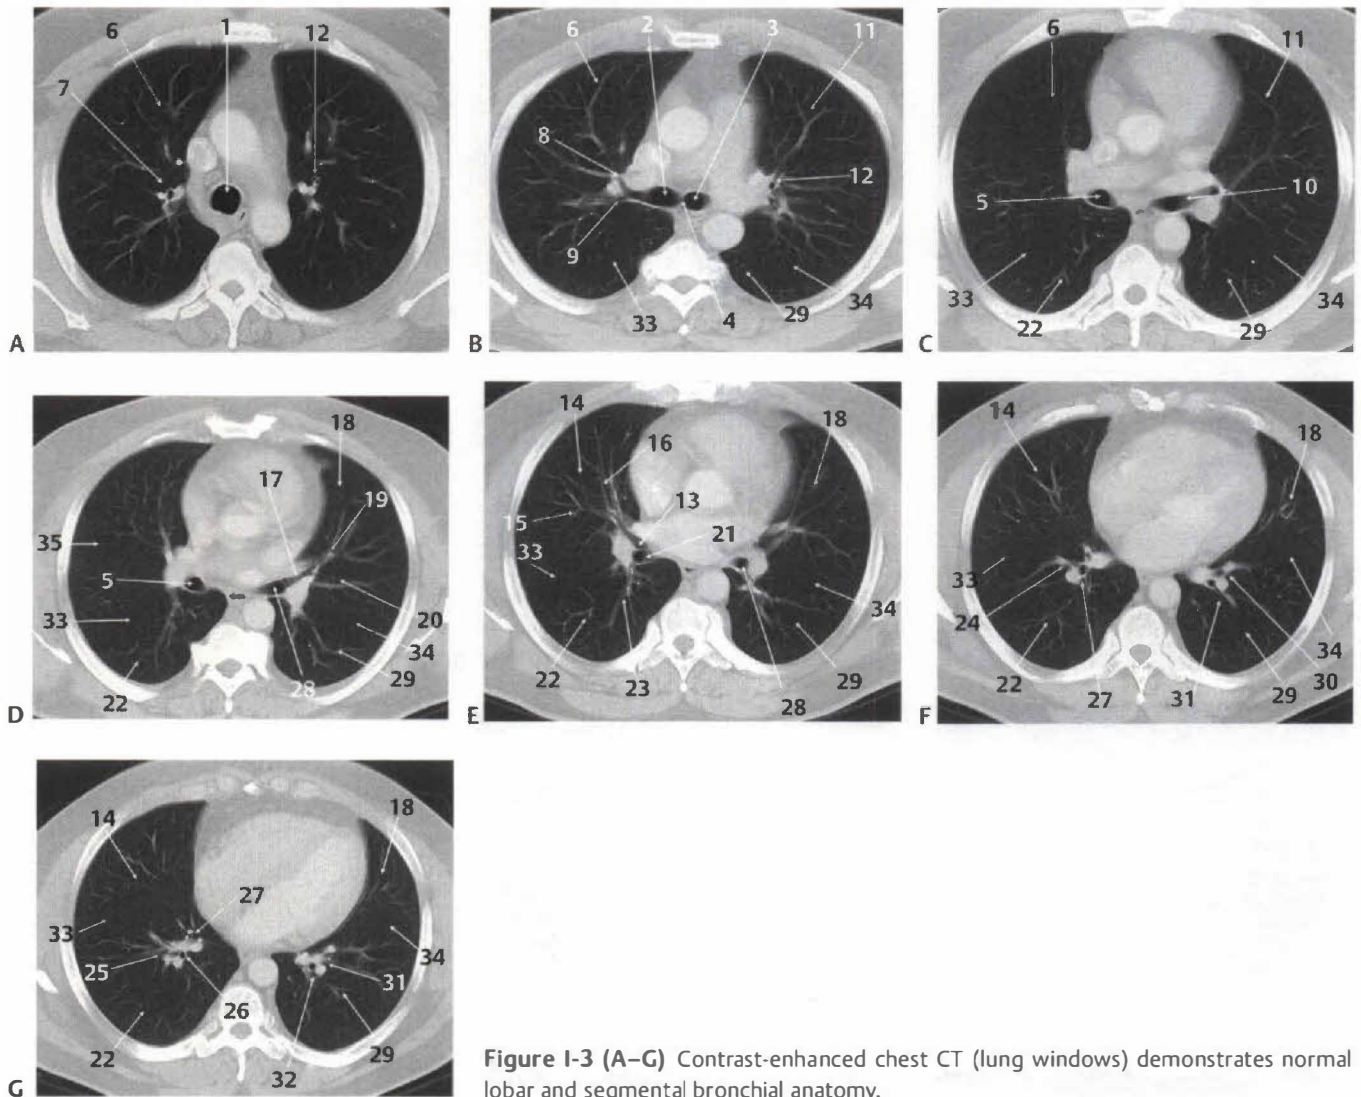 6 1 12
7
A
6 2 3 11
8
12
9
33 4 29 34
B
6 11
5 10
33 22 29 34
C
18
17
19
35
5
33
20
34
22 28 29
D
14 16 18
13
15 21
33
34
22 23 29
28
E
14 18
33
24 34
22 27 31 29 30
F
14 18
27
33
34
25 31
26
22 32 29
G
Figure I-3 (A–G) Contrast-enhanced chest CT (lung windows) demonstrates normal
lobar and segmental bronchial anatomy.